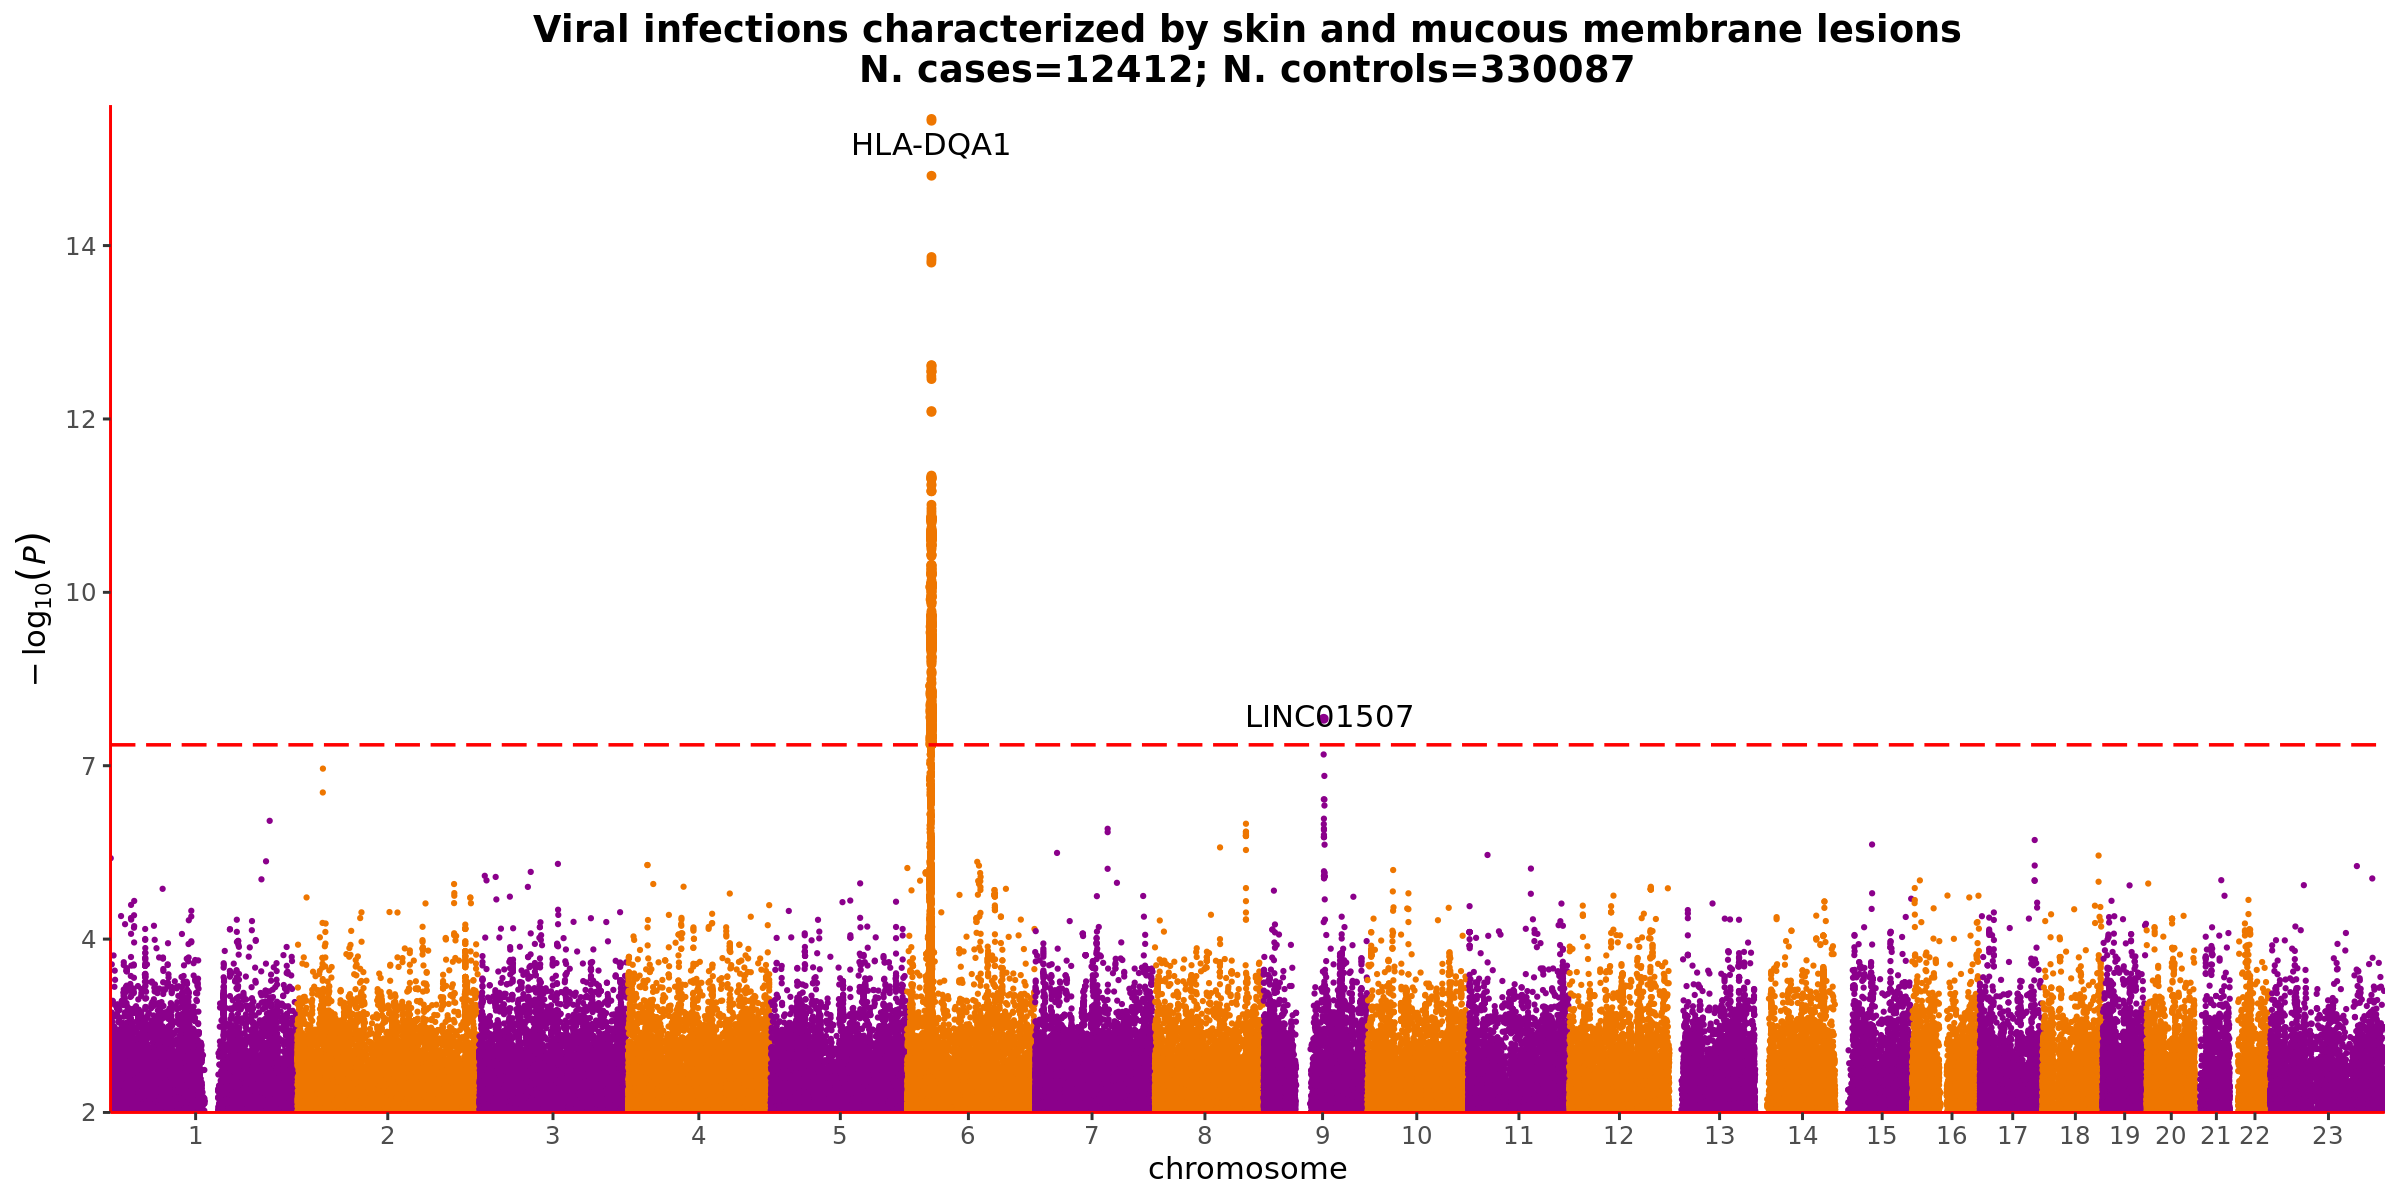 Viral infections characterized by skin and mucous membrane lesions
N. cases=12412; N. controls=330087
HLA-DQA1
14
12
10
LINC01507
7
4
2
−log10(P)
1 2 3 4 5 6 7 8 9 10 11 12 13 14 15 16 17 18 19 20 21 22 23
chromosome